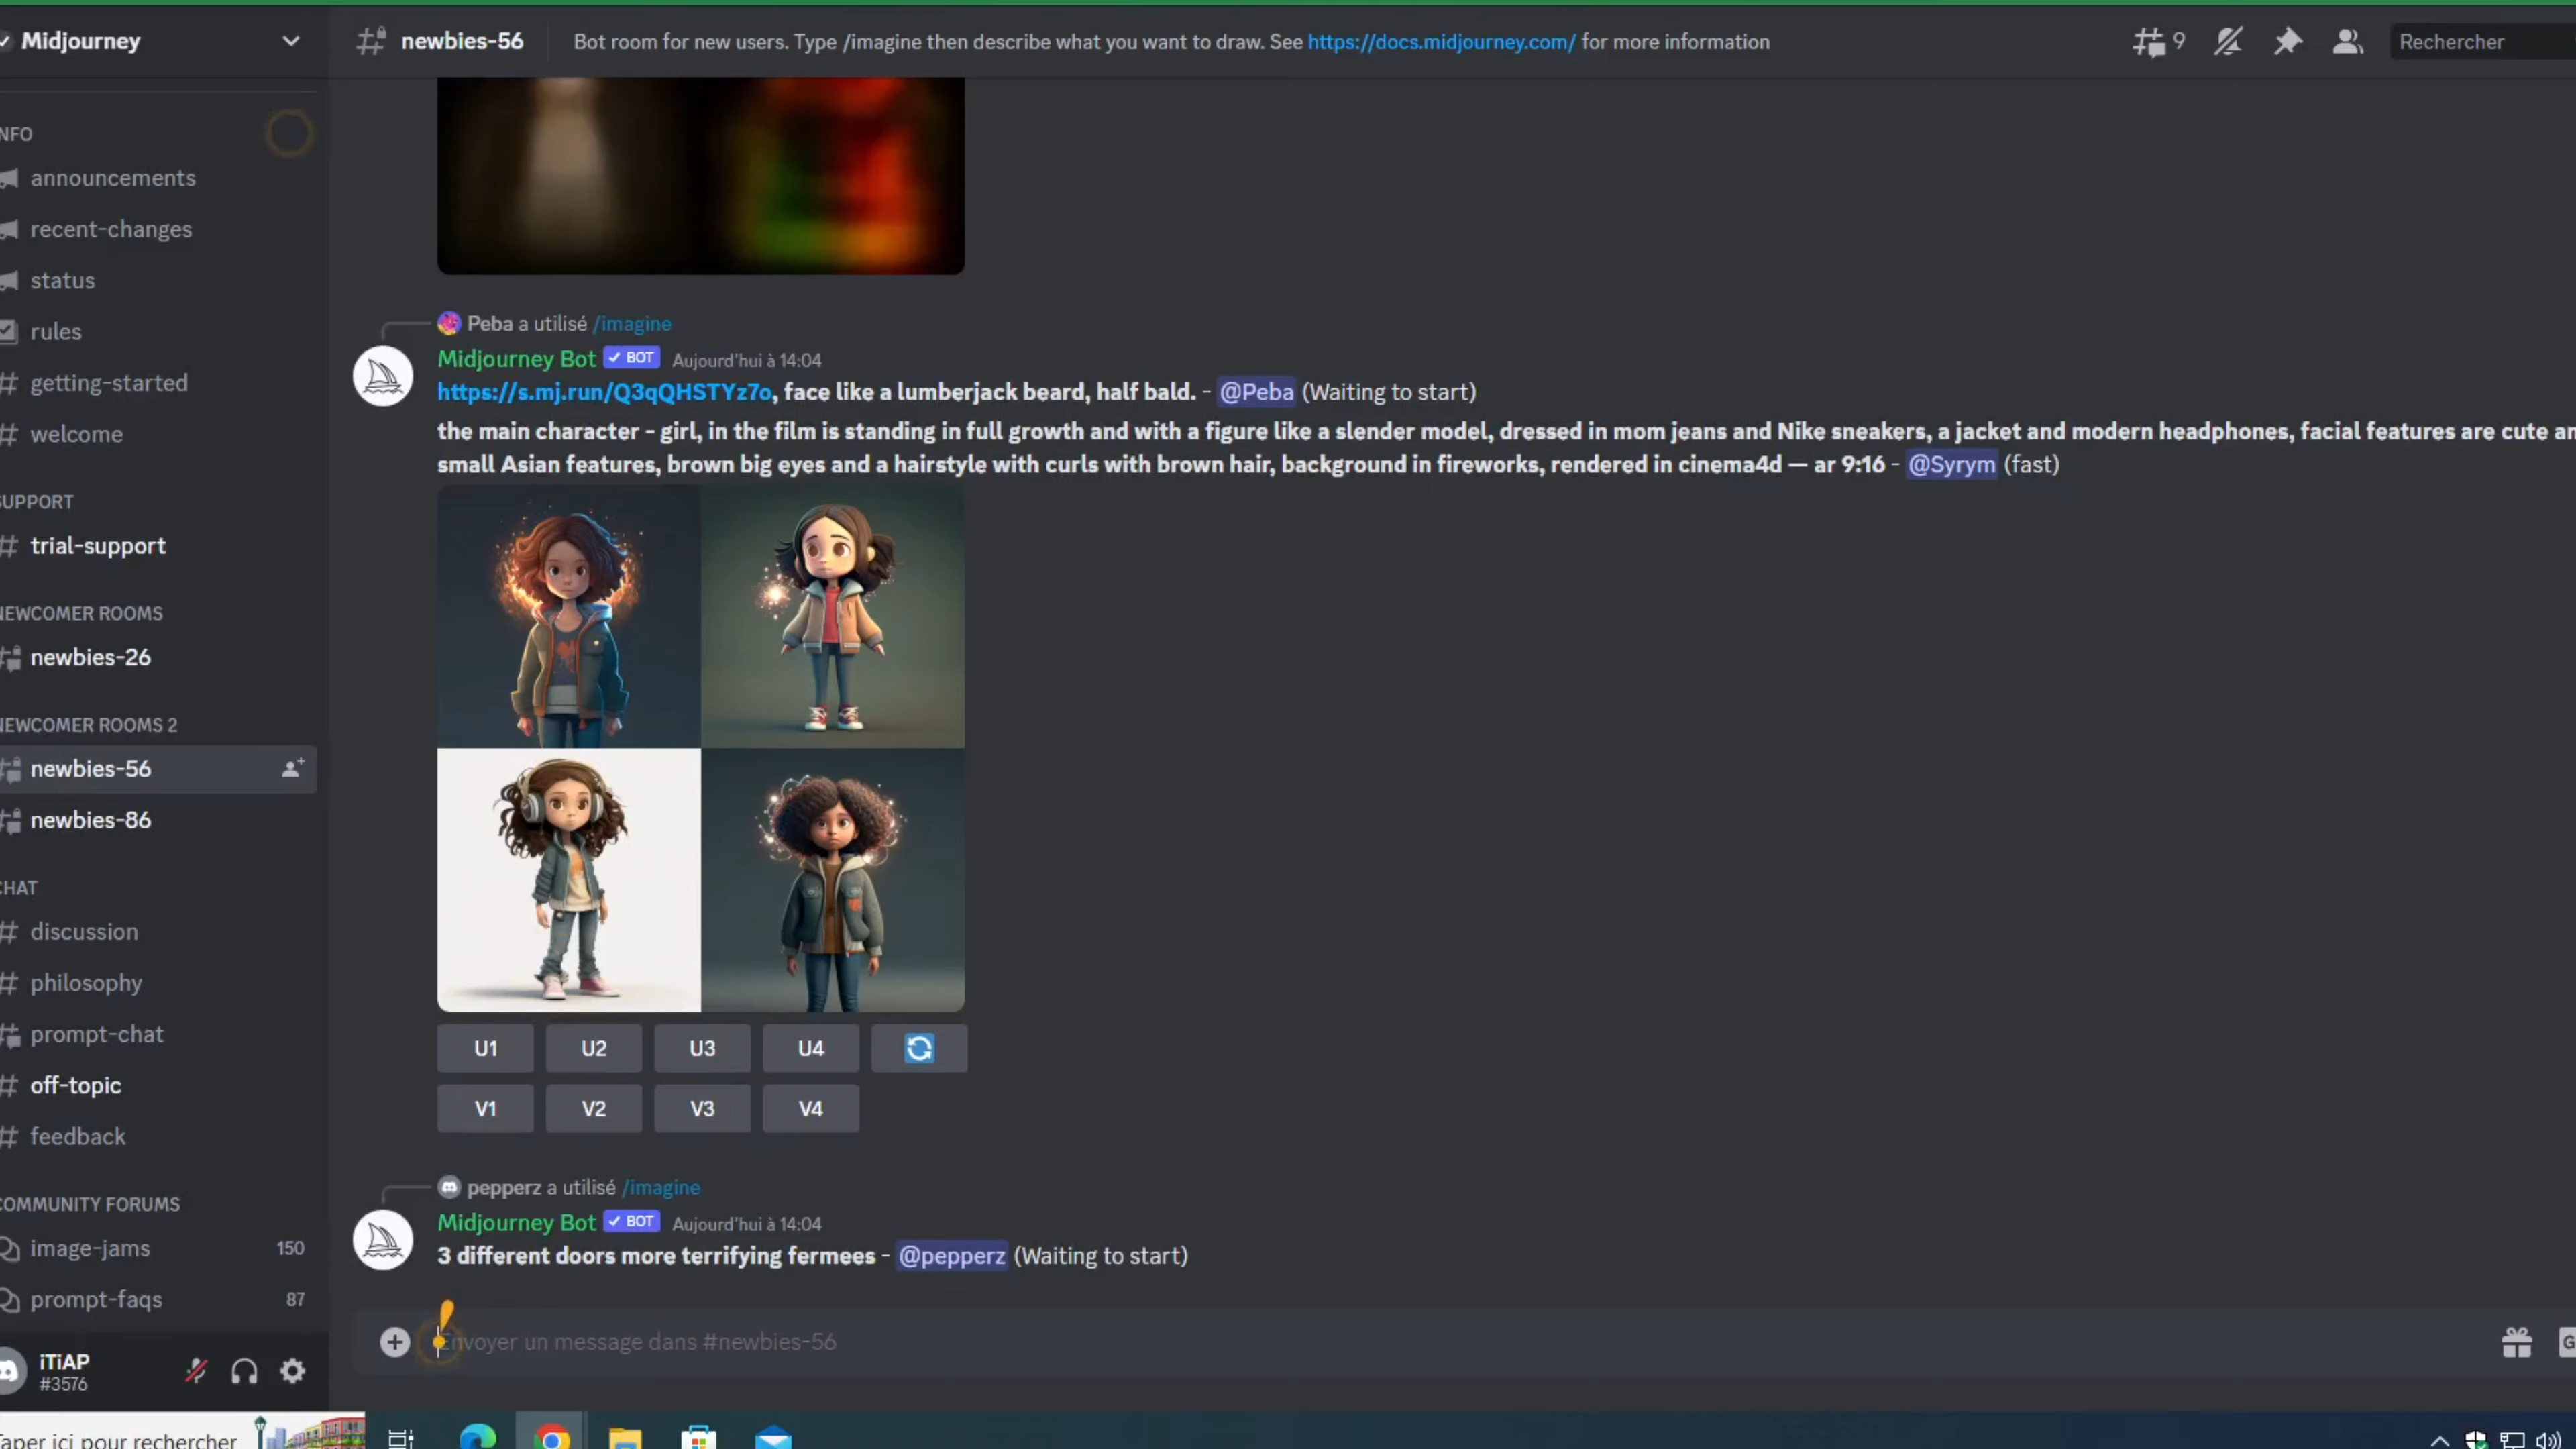 Midjourney
newbies-56
Bot room for new users. Type /imagine then describe what you want to draw. See https://docs.midjourney.com/ for more information
9
Rechercher
NFO
announcements
recent-changes
status
rules
getting-started
welcome
SUPPORT
trial-support
NEWCOMER ROOMS
newbies-26
NEWCOMER ROOMS 2
newbies-56
newbies-86
CHAT
discussion
philosophy
prompt-chat
off-topic
feedback
COMMUNITY FORUMS
image-jams 150
prompt-faqs 87
iTiAP
#3576
Peba a utilisé /imagine
Midjourney Bot BOT Aujourd'hui à 14:04
https://s.mj.run/Q3qQHSTYz7o, face like a lumberjack beard, half bald. - @Peba (Waiting to start)
the main character - girl, in the film is standing in full growth and with a figure like a slender model, dressed in mom jeans and Nike sneakers, a jacket and modern headphones, facial features are cute an
small Asian features, brown big eyes and a hairstyle with curls with brown hair, background in fireworks, rendered in cinema4d — ar 9:16 - @Syrym (fast)
U1 U2 U3 U4
V1 V2 V3 V4
pepperz a utilisé /imagine
Midjourney Bot BOT Aujourd'hui à 14:04
3 different doors more terrifying fermees - @pepperz (Waiting to start)
Envoyer un message dans #newbies-56
Taper ici pour rechercher